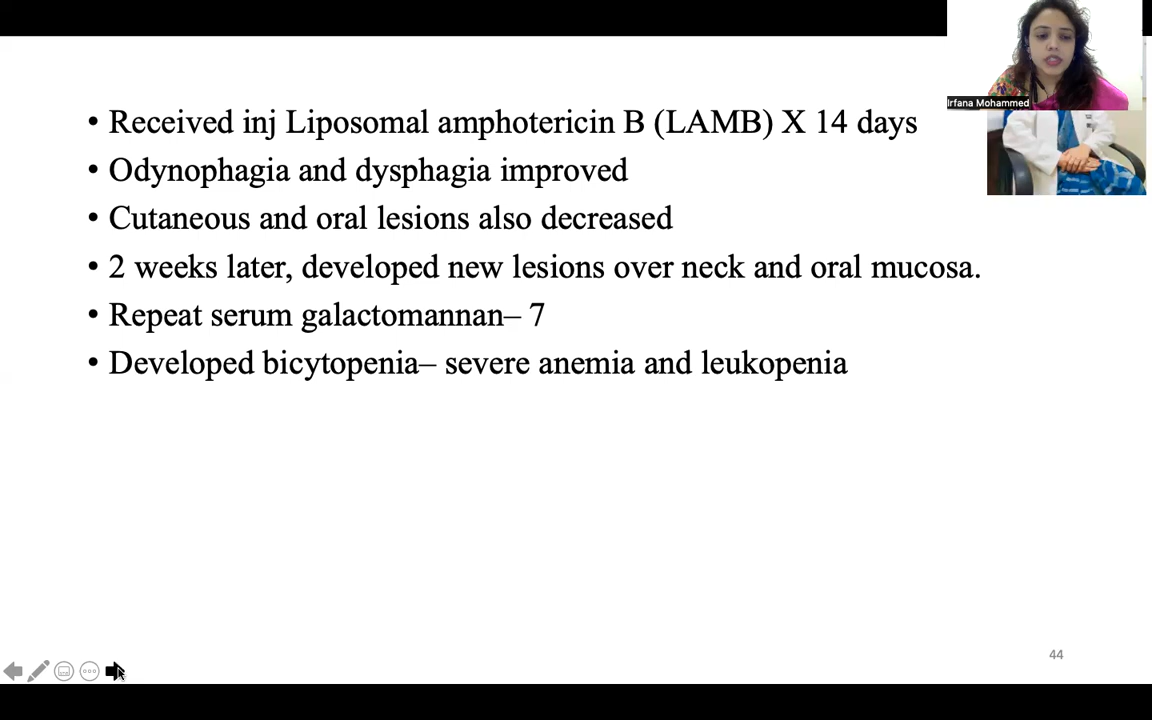 • Received inj Liposomal amphotericin B (LAMB) X 14 days
• Odynophagia and dysphagia improved
• Cutaneous and oral lesions also decreased
• 2 weeks later, developed new lesions over neck and oral mucosa.
• Repeat serum galactomannan– 7
• Developed bicytopenia– severe anemia and leukopenia
Irfana Mohammed
44